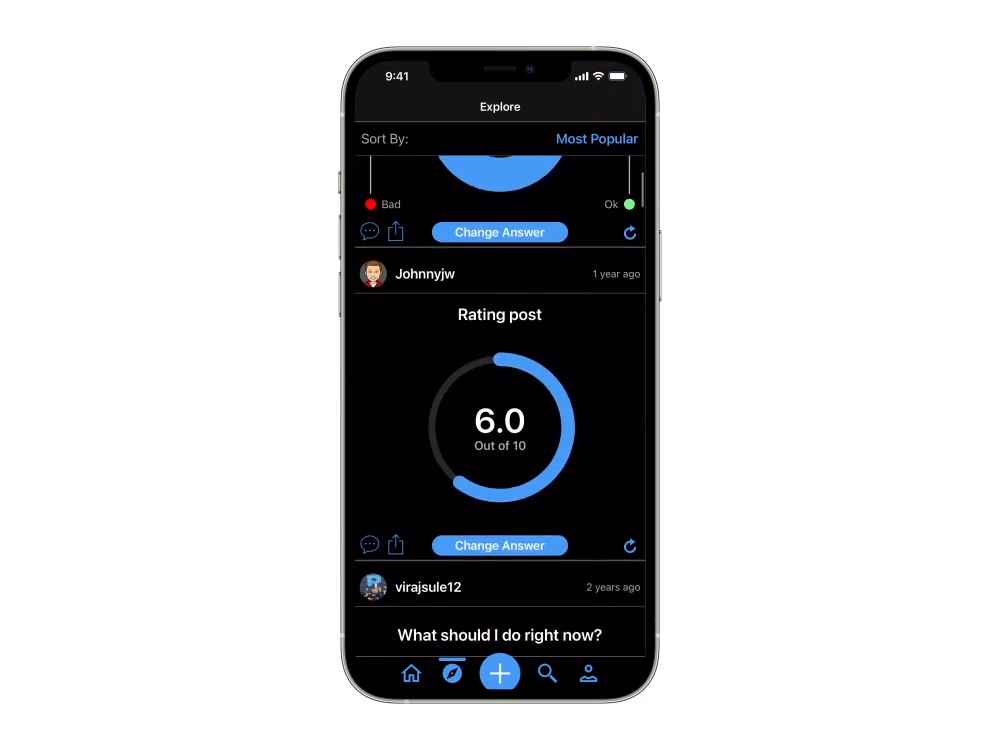 9:41
Explore
Sort By: Most Popular
Bad Ok
Change Answer
Johnnyjw 1 year ago
Rating post
6.0
Out of 10
Change Answer
virajsule12 2 years ago
What should I do right now?